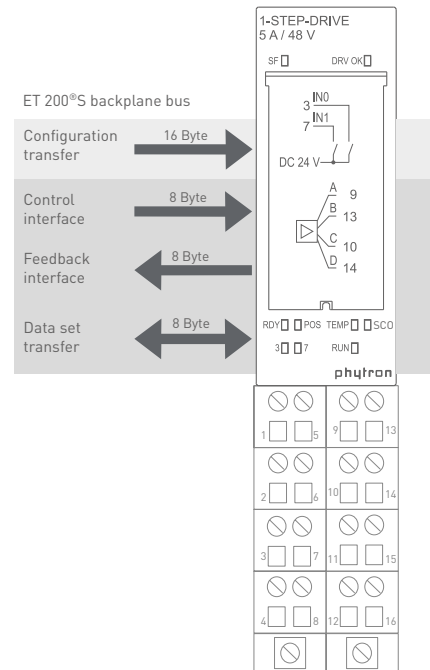 1-STEP-DRIVE
5 A / 48 V
SF DRV OK
ET 200®S backplane bus
IN0
3
IN1
7
Configuration transfer
16 Byte
DC 24 V
Control interface
8 Byte
A 9
B 13
C 10
D 14
Feedback interface
8 Byte
Data set transfer
8 Byte
RDY POS TEMP SCO
3 7 RUN
phytron
1 5 9 13
2 6 10 14
3 7 11 15
4 8 12 16